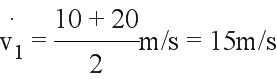 v̇₁ = (10 + 20)/2 m/s = 15m/s